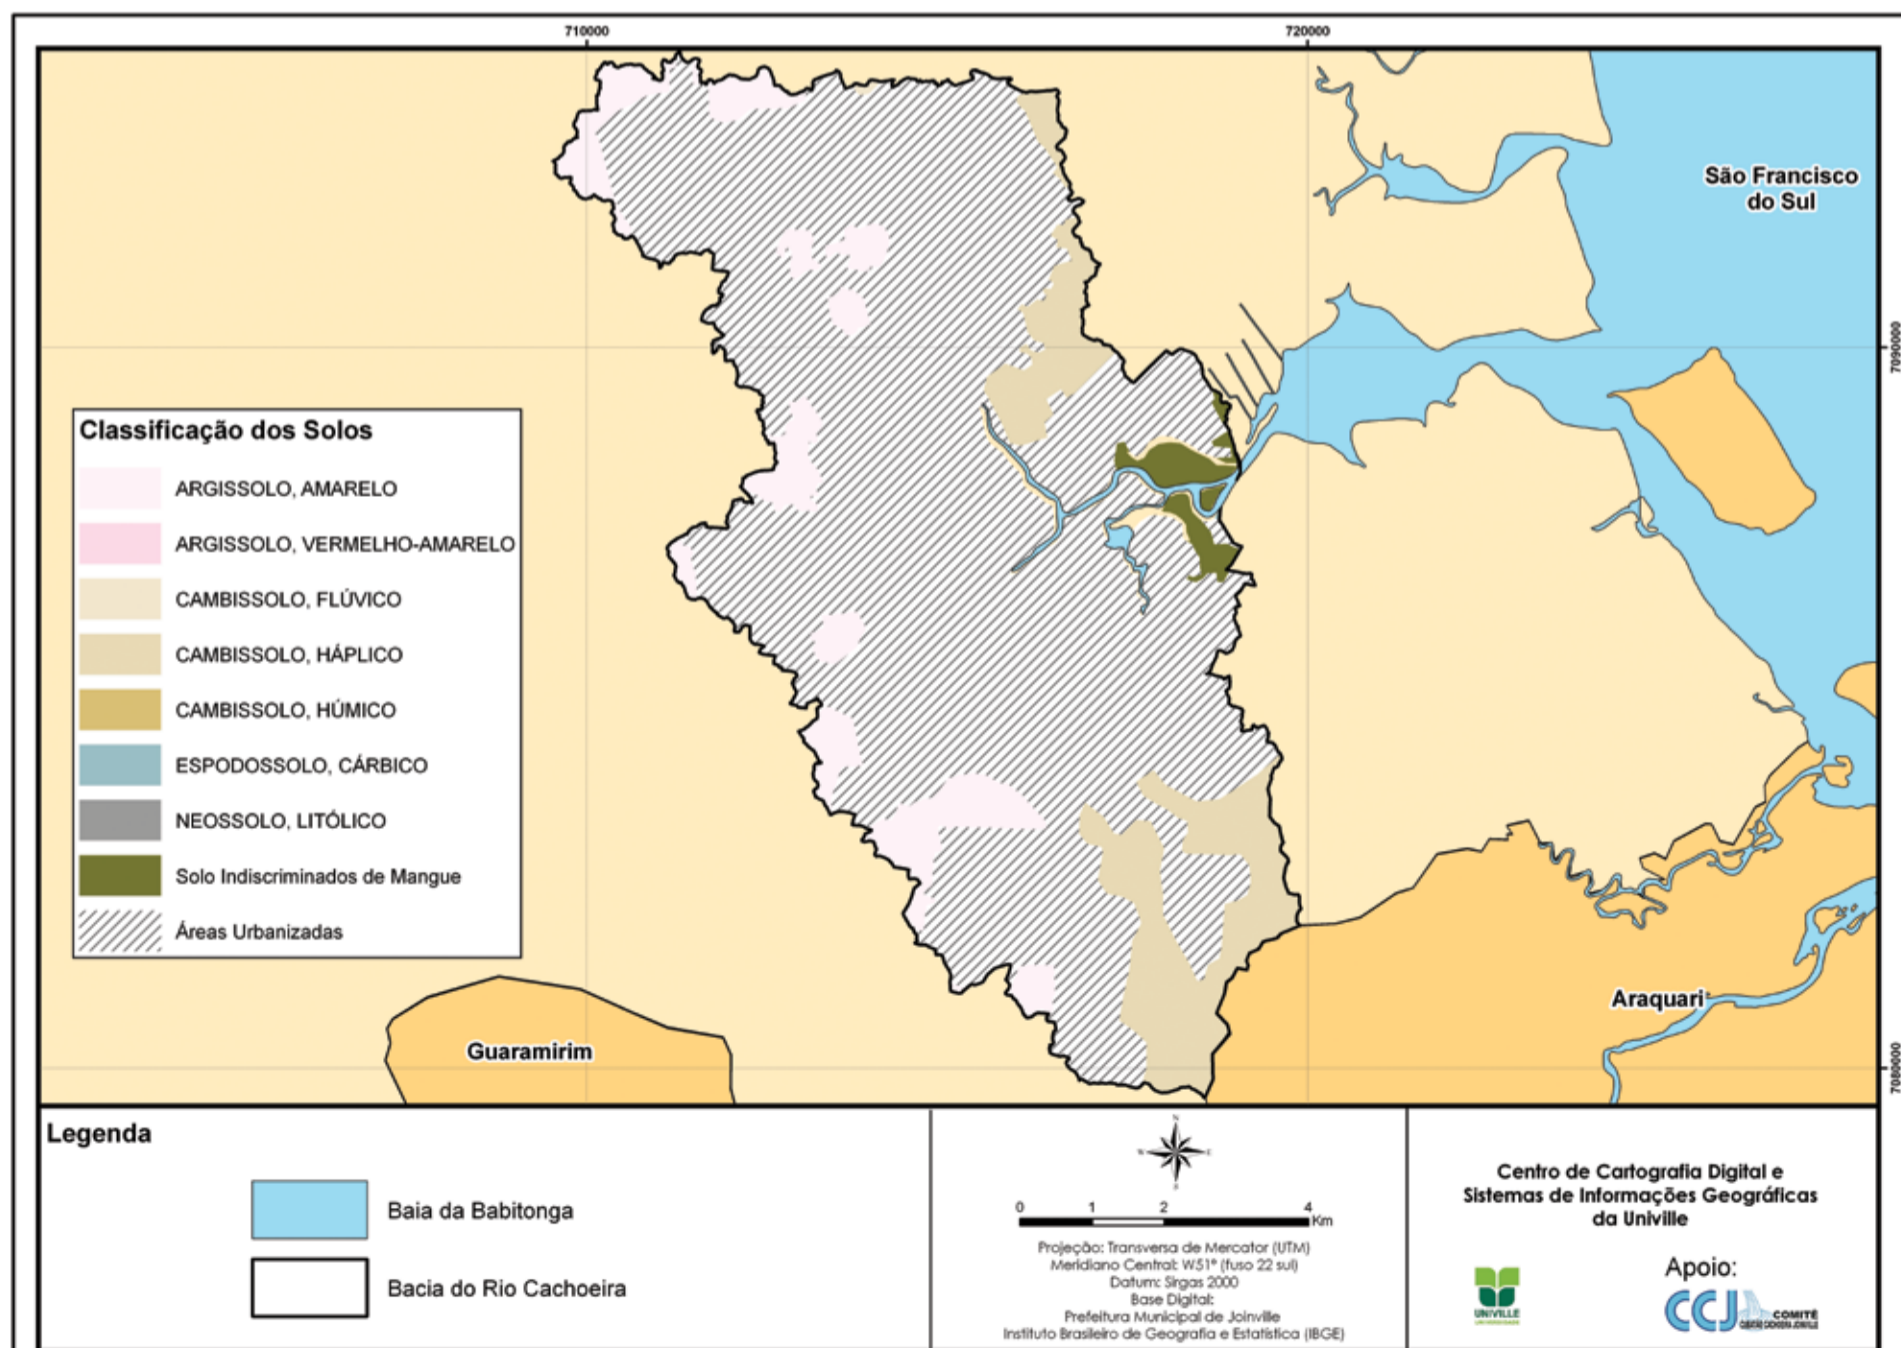 710000
720000
São Francisco
do Sul
7090000
Classificação dos Solos
ARGISSOLO, AMARELO
ARGISSOLO, VERMELHO-AMARELO
CAMBISSOLO, FLÚVICO
CAMBISSOLO, HÁPLICO
CAMBISSOLO, HÚMICO
ESPODOSSOLO, CÁRBICO
NEOSSOLO, LITÓLICO
Solo Indiscriminados de Mangue
Áreas Urbanizadas
Araquari
Guaramirim
7080000
Legenda
Baia da Babitonga
Bacia do Rio Cachoeira
N
W
E
S
0 1 2 4
Km
Projeção: Transversa de Mercator (UTM)
Meridiano Central: W51° (fuso 22 sul)
Datum: Sirgas 2000
Base Digital:
Prefeitura Municipal de Joinville
Instituto Brasileiro de Geografia e Estatística (IBGE)
Centro de Cartografia Digital e
Sistemas de Informações Geográficas
da Univille
Apoio:
UNIVILLE
CCJ
COMITÊ